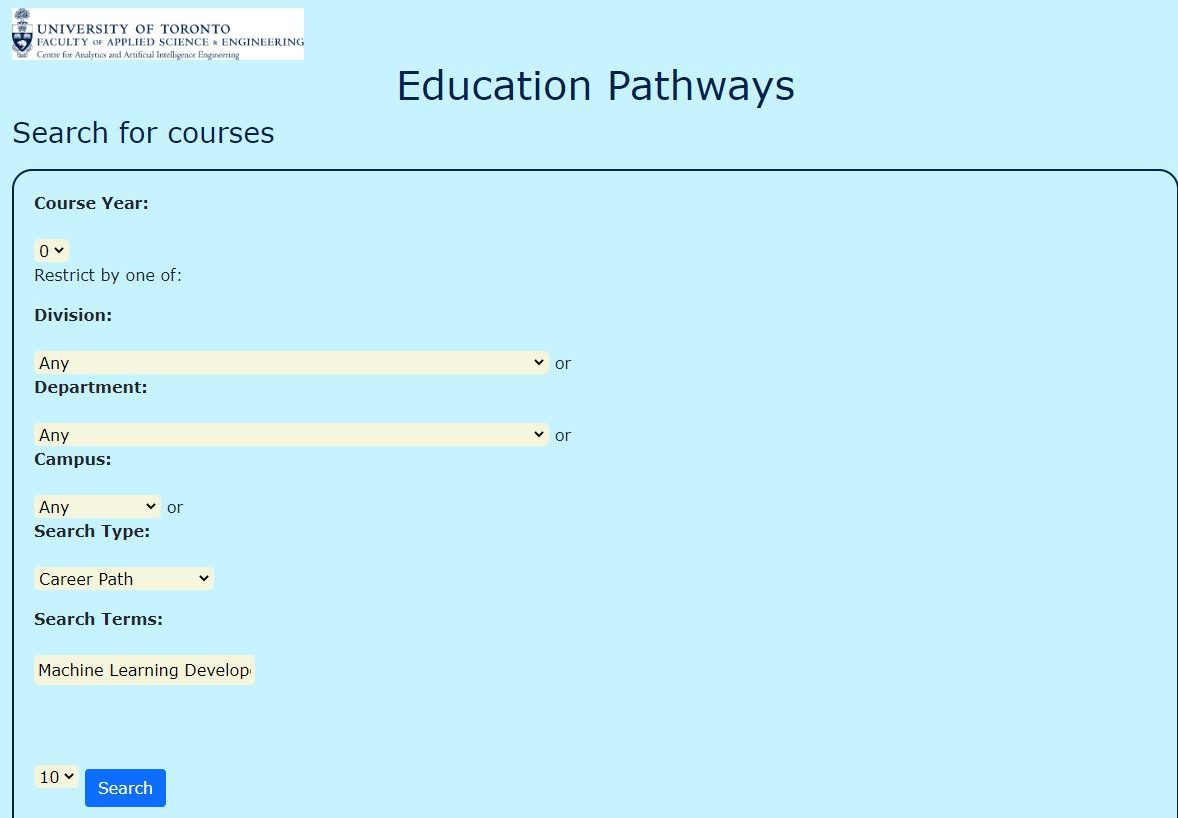 UNIVERSITY OF TORONTO
FACULTY OF APPLIED SCIENCE & ENGINEERING
Centre for Analytics and Artificial Intelligence Engineering
Education Pathways
Search for courses
Course Year:
0
Restrict by one of:
Division:
Any or
Department:
Any or
Campus:
Any or
Search Type:
Career Path
Search Terms:
Machine Learning Develop
10 Search